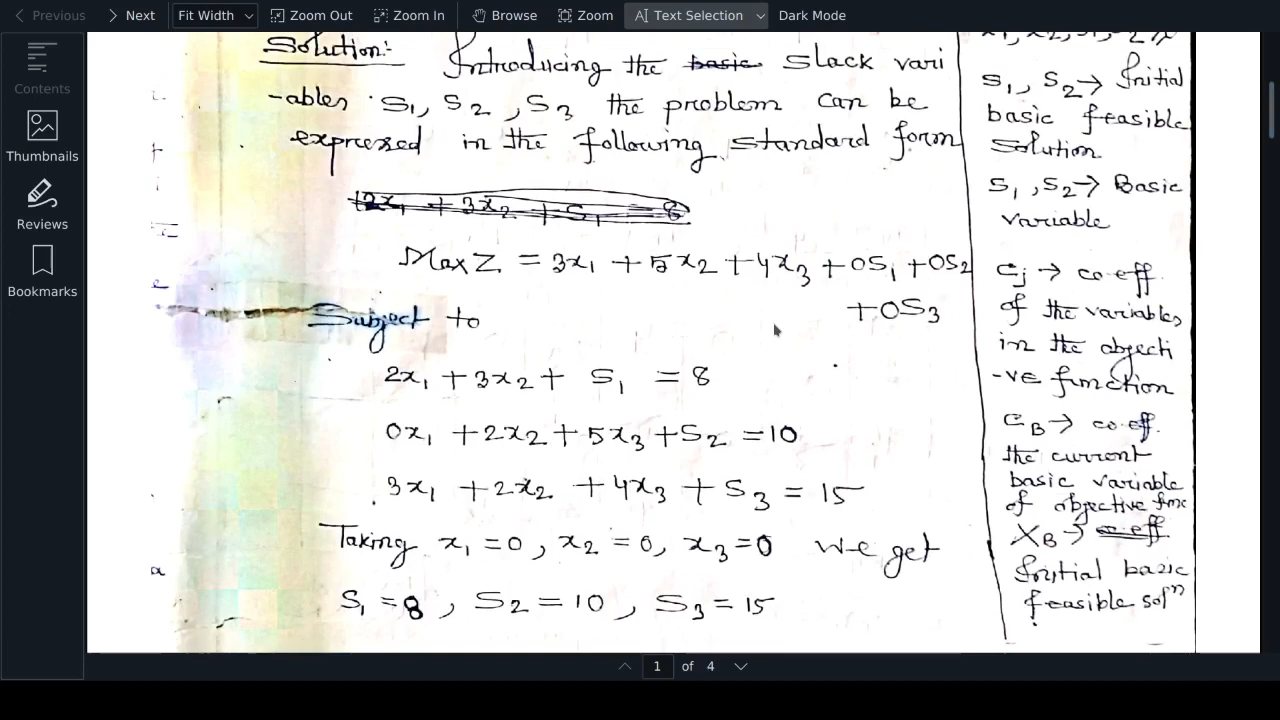 Previous
Next
Fit Width
Zoom Out
Zoom In
Browse
Zoom
Text Selection
Dark Mode
Contents
Thumbnails
Reviews
Bookmarks
Solution:- Introducing the basic slack vari
-ables S1, S2, S3 the problem can be
expressed in the following standard form
2x1 + 3x2 + S1 = 8
Max Z = 3x1 + 5x2 + 4x3 + 0S1 + 0S2
+ 0S3
Subject to
2x1 + 3x2 + S1 = 8
0x1 + 2x2 + 5x3 + S2 = 10
3x1 + 2x2 + 4x3 + S3 = 15
Taking x1 = 0, x2 = 0, x3 = 0 we get
S1 = 8, S2 = 10, S3 = 15
S1, S2 → Initial
basic feasible
Solution
S1, S2 → Basic
variable
Cj → co-eff
of the variables
in the objecti
-ve function
CB → co-eff.
the current
basic variable
of objective func
XB → co-eff
Initial basic
feasible solⁿ
1 of 4